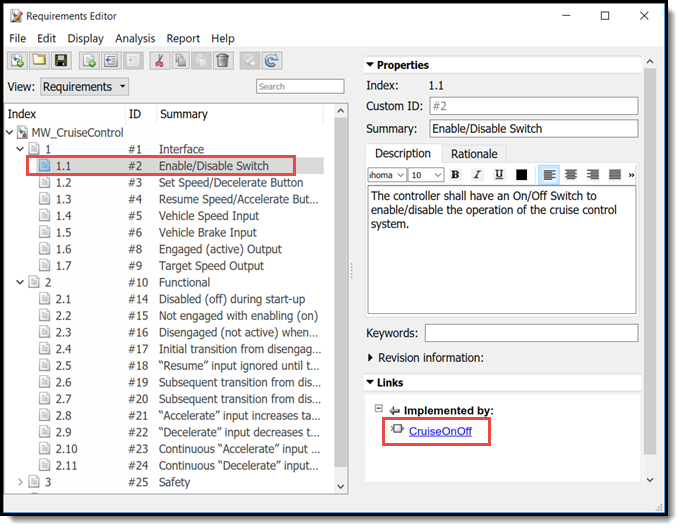 Requirements Editor
File Edit Display Analysis Report Help
View: Requirements
Search
Index ID Summary
MW_CruiseControl
1 #1 Interface
1.1 #2 Enable/Disable Switch
1.2 #3 Set Speed/Decelerate Button
1.3 #4 Resume Speed/Accelerate But...
1.4 #5 Vehicle Speed Input
1.5 #6 Vehicle Brake Input
1.6 #8 Engaged (active) Output
1.7 #9 Target Speed Output
2 #10 Functional
2.1 #14 Disabled (off) during start-up
2.2 #15 Not engaged with enabling (on)
2.3 #16 Disengaged (not active) when...
2.4 #17 Initial transition from disengag...
2.5 #18 “Resume” input ignored until t...
2.6 #19 Subsequent transition from dis...
2.7 #20 Subsequent transition from dis...
2.8 #21 “Accelerate” input increases ta...
2.9 #22 “Decelerate” input decreases t...
2.10 #23 Continuous “Accelerate” input ...
2.11 #24 Continuous “Decelerate” input...
3 #25 Safety
Properties
Index: 1.1
Custom ID: #2
Summary: Enable/Disable Switch
Description Rationale
ahoma 10 B I U »
The controller shall have an On/Off Switch to
enable/disable the operation of the cruise control
system.
Keywords:
Revision information:
Links
Implemented by:
CruiseOnOff